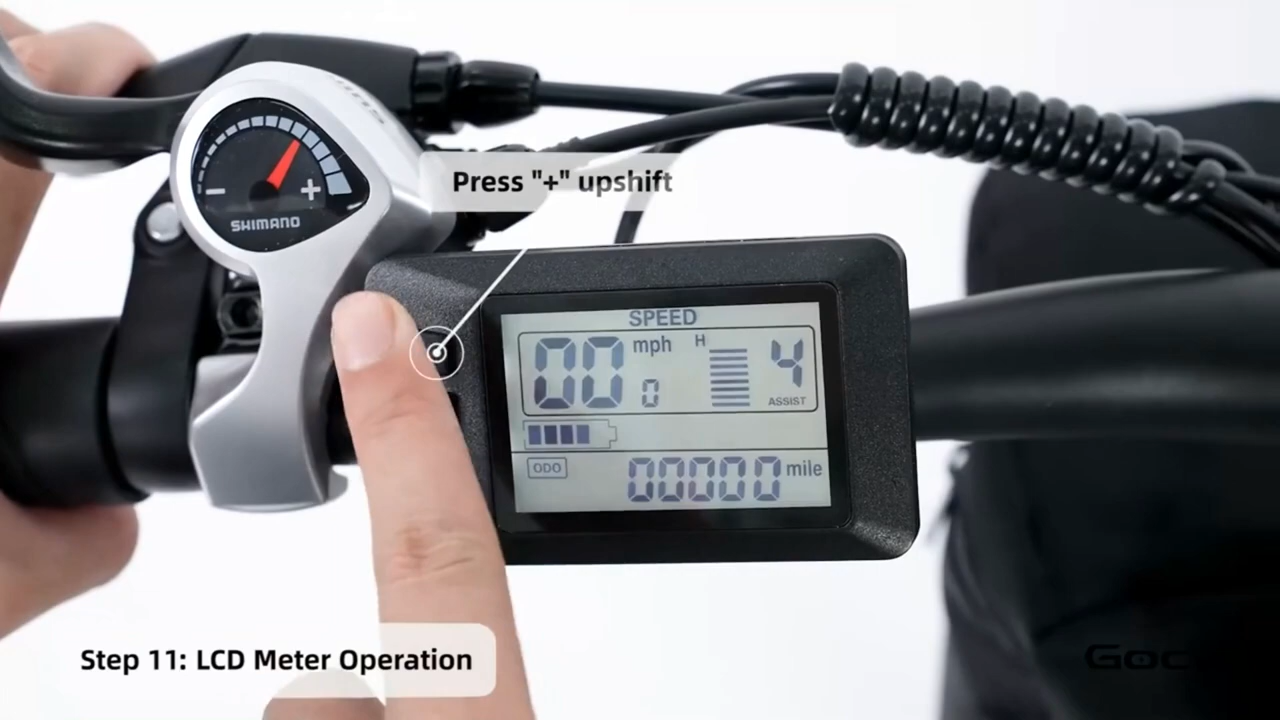 SHIMANO
Press "+" upshift
SPEED
00 mph
0
H
4
ASSIST
ODO
00000 mile
Step 11: LCD Meter Operation